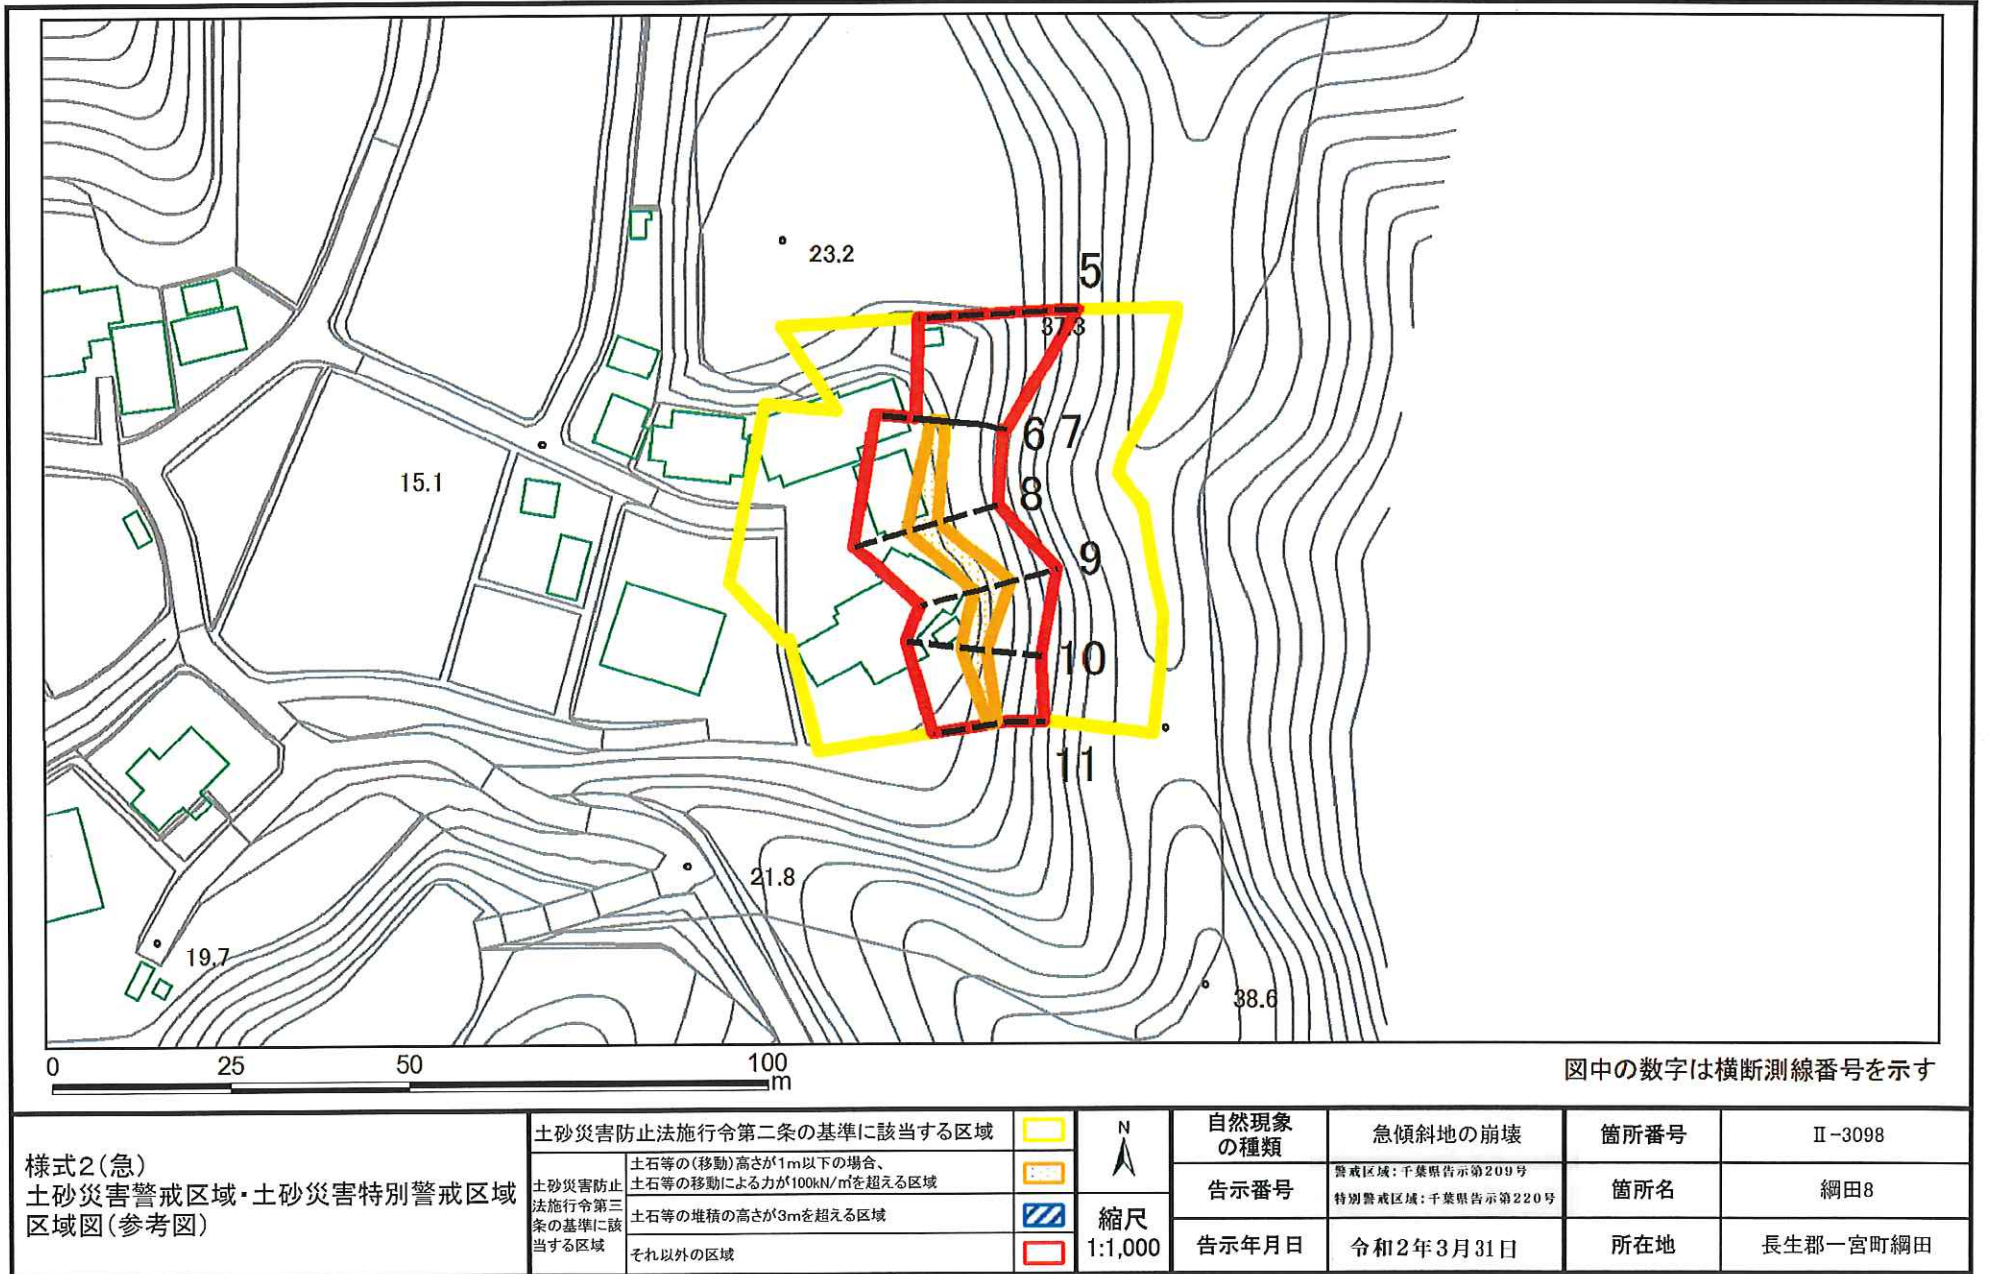 5
23.2
37.3
6 7
15.1
8
9
10
11
21.8
19.7
38.6
0 25 50 100
m
図中の数字は横断測線番号を示す
様式2(急)
土砂災害警戒区域・土砂災害特別警戒区域
区域図(参考図)
土砂災害防止法施行令第二条の基準に該当する区域
土砂災害防止
法施行令第三
条の基準に該
当する区域
土石等の(移動)高さが1m以下の場合、
土石等の移動による力が100kN/㎡を超える区域
土石等の堆積の高さが3mを超える区域
それ以外の区域
N
縮尺
1:1,000
自然現象
の種類
急傾斜地の崩壊
箇所番号
Ⅱ-3098
告示番号
警戒区域:千葉県告示第209号
特別警戒区域:千葉県告示第220号
箇所名
綱田8
告示年月日
令和2年3月31日
所在地
長生郡一宮町綱田